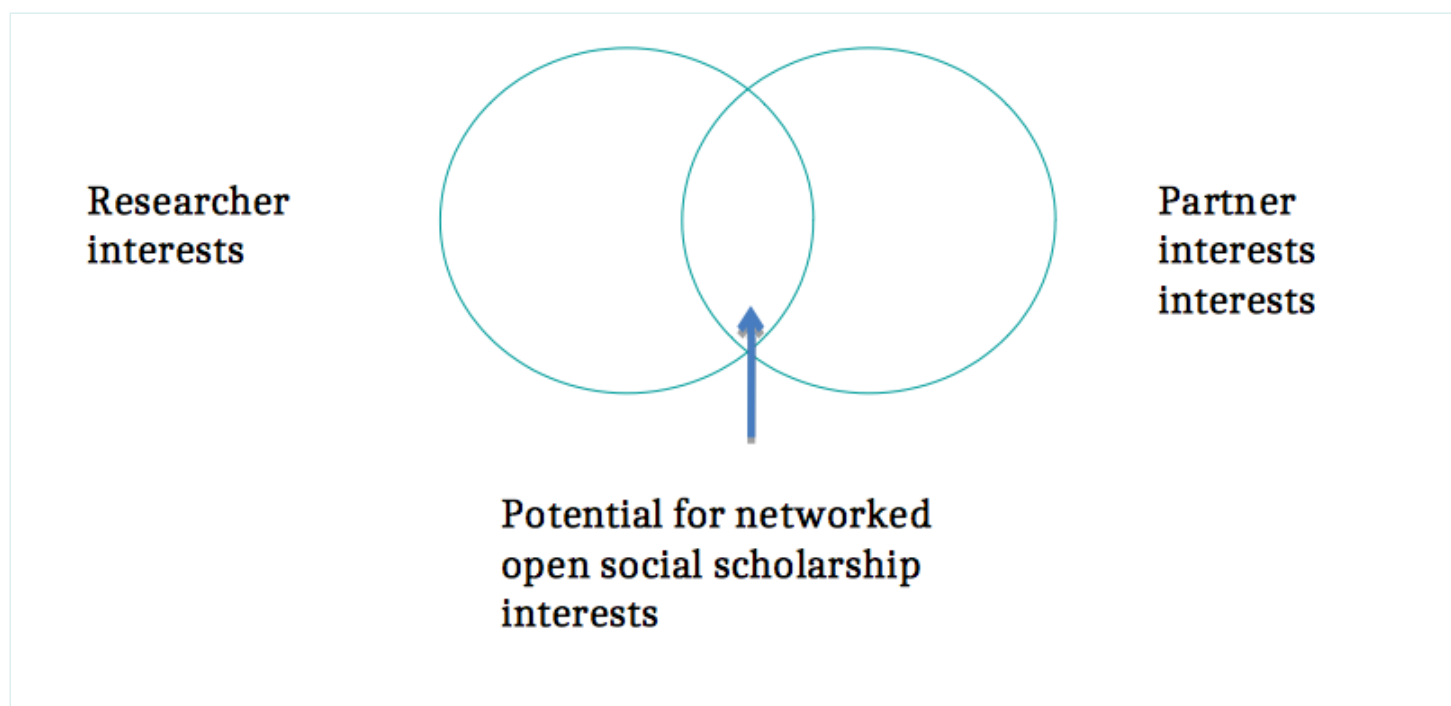 Researcher
interests
Partner
interests
interests
Potential for networked
open social scholarship
interests